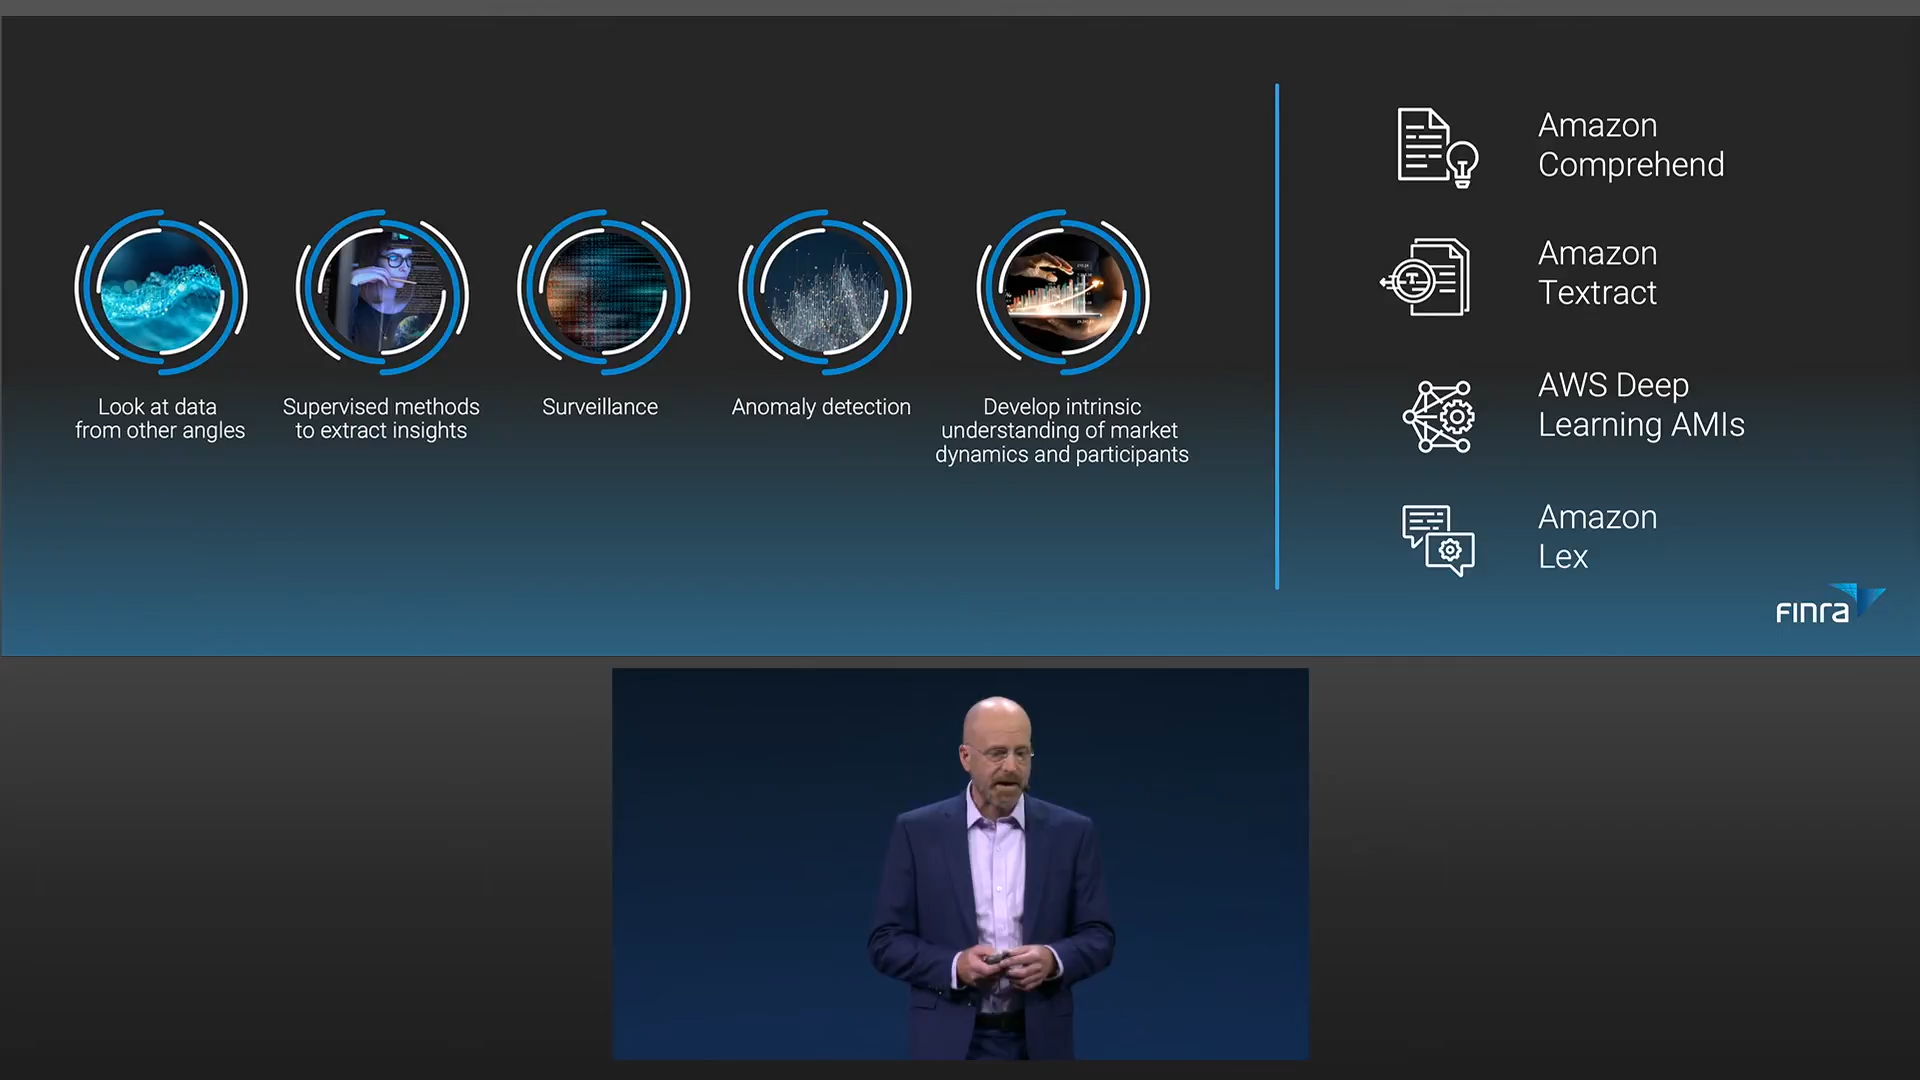 Look at data
from other angles
Supervised methods
to extract insights
Surveillance
Anomaly detection
Develop intrinsic
understanding of market
dynamics and participants
Amazon
Comprehend
Amazon
Textract
AWS Deep
Learning AMIs
Amazon
Lex
FINRA